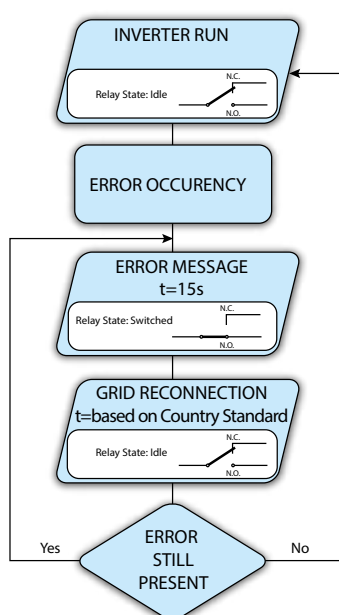 INVERTER RUN
N.C.
Relay State: Idle
N.O.
ERROR OCCURENCY
ERROR MESSAGE
t=15s
N.C.
Relay State: Switched
N.O.
GRID RECONNECTION
t=based on Country Standard
N.C.
Relay State: Idle
N.O.
Yes
ERROR
STILL
PRESENT
No